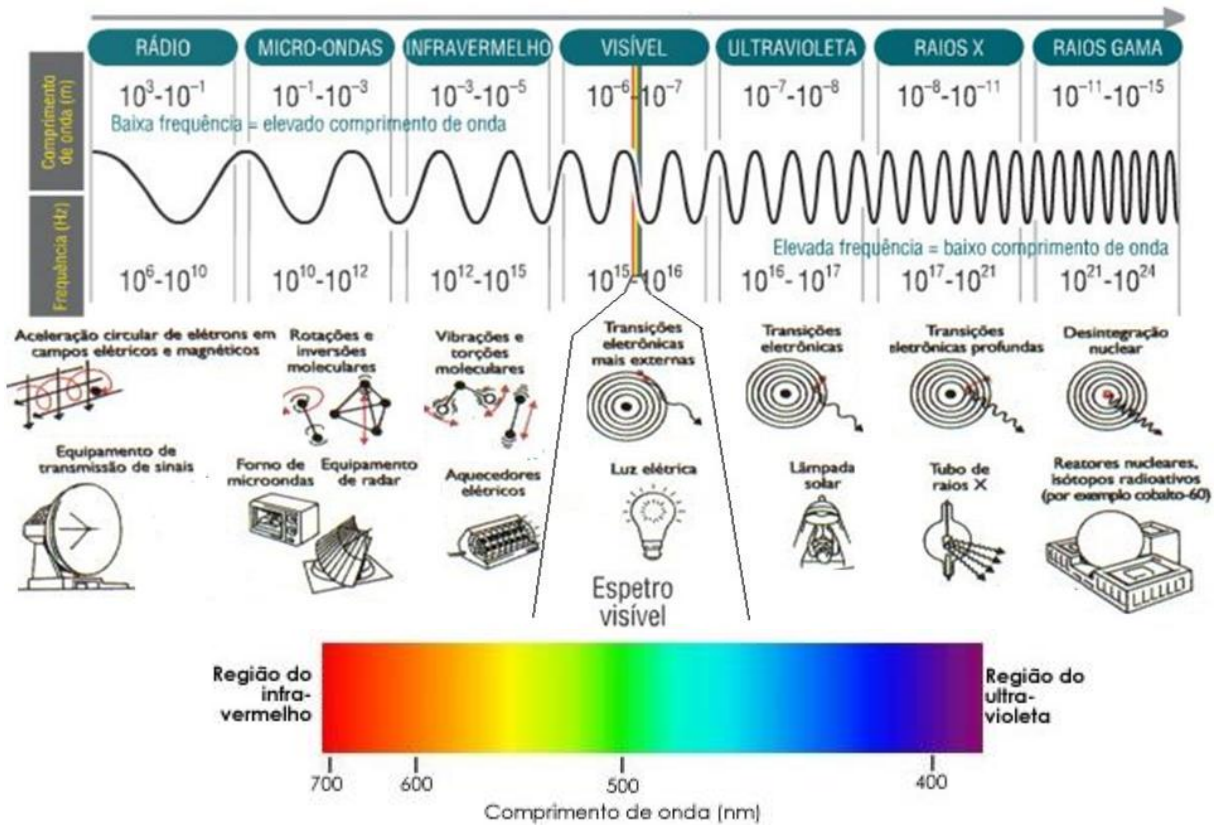 RÁDIO MICRO-ONDAS INFRAVERMELHO VISÍVEL ULTRAVIOLETA RAIOS X RAIOS GAMA
Comprimento
de onda (m)
10³-10⁻¹ 10⁻¹-10⁻³ 10⁻³-10⁻⁵ 10⁻⁶-10⁻⁷ 10⁻⁷-10⁻⁸ 10⁻⁸-10⁻¹¹ 10⁻¹¹-10⁻¹⁵
Baixa frequência = elevado comprimento de onda
Elevada frequência = baixo comprimento de onda
Frequência (Hz)
10⁶-10¹⁰ 10¹⁰-10¹² 10¹²-10¹⁵ 10¹⁵-10¹⁶ 10¹⁶-10¹⁷ 10¹⁷-10²¹ 10²¹-10²⁴
Aceleração circular de elétrons em
campos elétricos e magnéticos
Rotações e
inversões
moleculares
Vibrações e
torções
moleculares
Transições
eletrônicas
mais externas
Transições
eletrônicas
Transições
eletrônicas profundas
Desintegração
nuclear
Equipamento de
transmissão de sinais
Forno de
microondas
Equipamento
de radar
Aquecedores
elétricos
Luz elétrica
Lâmpada
solar
Tubo de
raios X
Reatores nucleares,
isótopos radioativos
(por exemplo cobalto-60)
Espetro
visível
Região do
infra-
vermelho
Região do
ultra-
violeta
700 600 500 400
Comprimento de onda (nm)